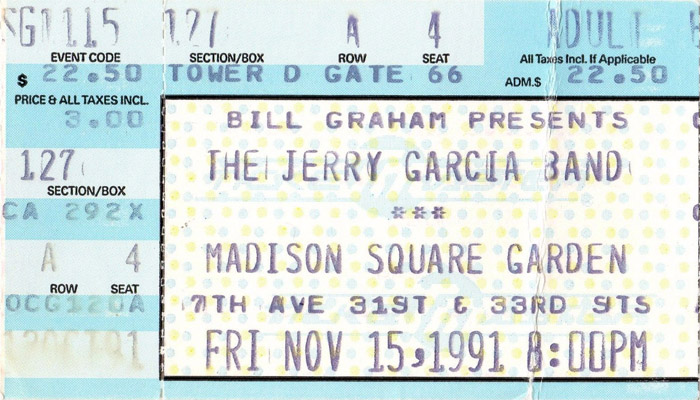 SG1115 127 A 4 ADULT
EVENT CODE SECTION/BOX ROW SEAT All Taxes Incl. If Applicable
$ 22.50 TOWER D GATE 66 ADM.$ 22.50
PRICE & ALL TAXES INCL.
3.00
BILL GRAHAM PRESENTS
127
THE JERRY GARCIA BAND
SECTION/BOX
CA 292X
***
A 4
MADISON SQUARE GARDEN
ROW SEAT
OCG120A
7TH AVE 31ST & 33RD STS
FRI NOV 15,1991 8:00PM